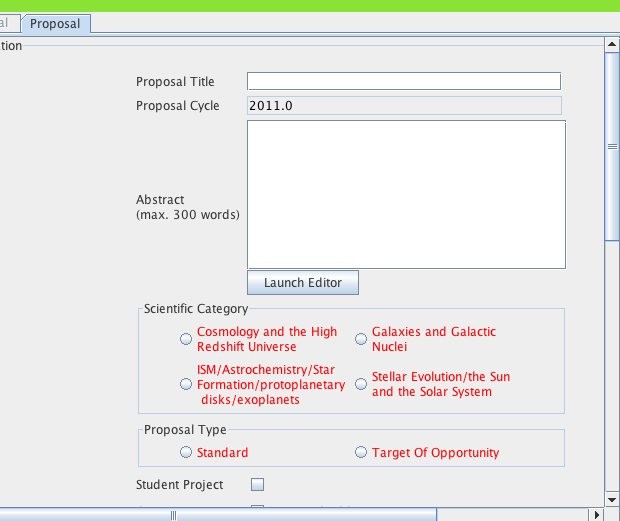 al
Proposal
tion
Proposal Title
Proposal Cycle
2011.0
Abstract
(max. 300 words)
Launch Editor
Scientific Category
Cosmology and the High
Redshift Universe
Galaxies and Galactic
Nuclei
ISM/Astrochemistry/Star
Formation/protoplanetary
disks/exoplanets
Stellar Evolution/the Sun
and the Solar System
Proposal Type
Standard
Target Of Opportunity
Student Project